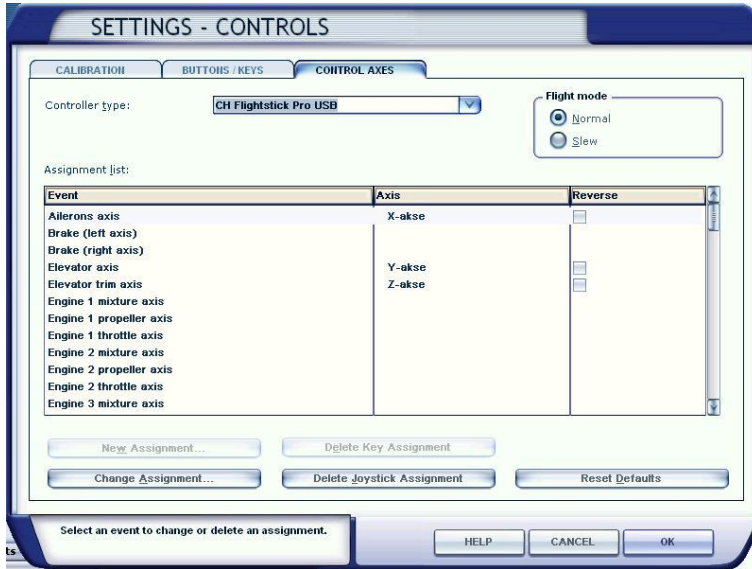 SETTINGS - CONTROLS
CALIBRATION BUTTONS / KEYS CONTROL AXES
Controller type: CH Flightstick Pro USB
Flight mode
Normal
Slew
Assignment list:
Event Axis Reverse
Ailerons axis X-akse
Brake (left axis)
Brake (right axis)
Elevator axis Y-akse
Elevator trim axis Z-akse
Engine 1 mixture axis
Engine 1 propeller axis
Engine 1 throttle axis
Engine 2 mixture axis
Engine 2 propeller axis
Engine 2 throttle axis
Engine 3 mixture axis
New Assignment... Delete Key Assignment
Change Assignment... Delete Joystick Assignment Reset Defaults
Select an event to change or delete an assignment.
HELP CANCEL OK
ts